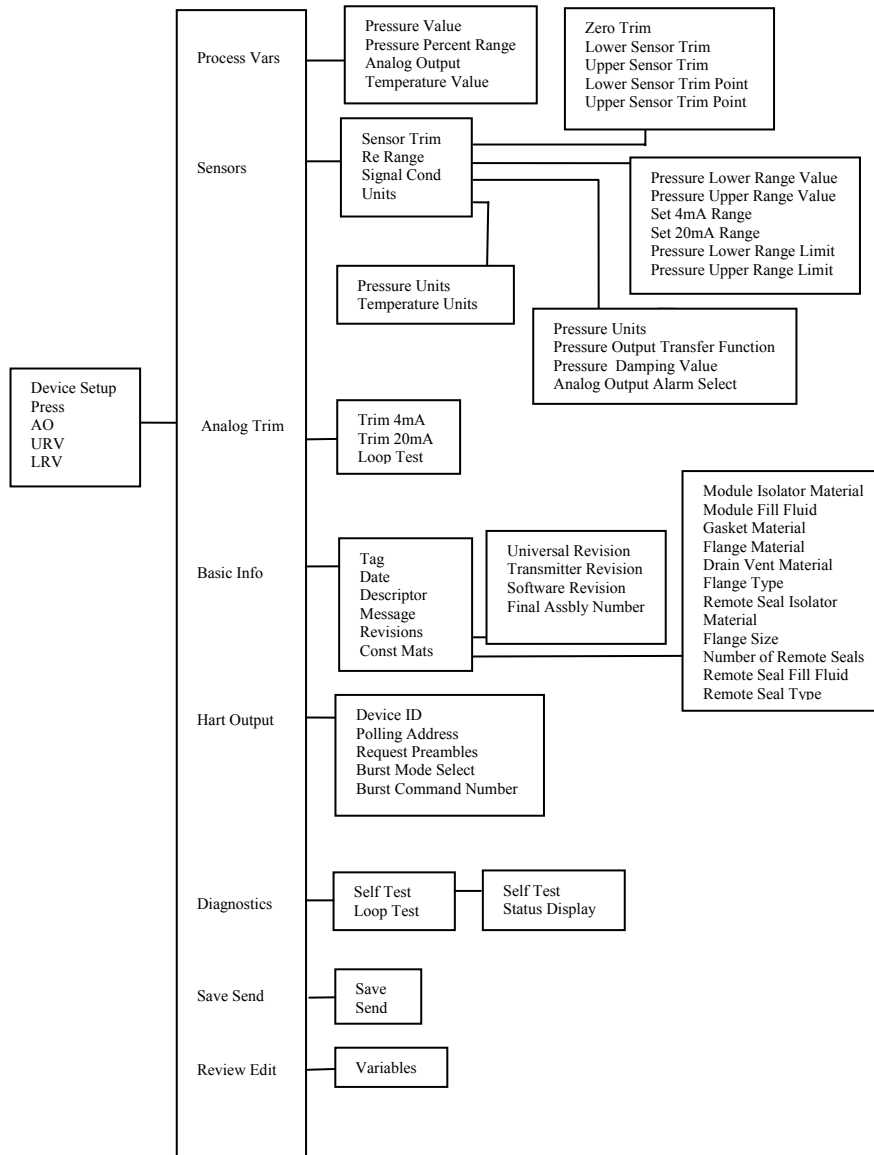 Device Setup
Press
AO
URV
LRV
Process Vars
Pressure Value
Pressure Percent Range
Analog Output
Temperature Value
Sensors
Sensor Trim
Re Range
Signal Cond
Units
Zero Trim
Lower Sensor Trim
Upper Sensor Trim
Lower Sensor Trim Point
Upper Sensor Trim Point
Pressure Lower Range Value
Pressure Upper Range Value
Set 4mA Range
Set 20mA Range
Pressure Lower Range Limit
Pressure Upper Range Limit
Pressure Units
Temperature Units
Pressure Units
Pressure Output Transfer Function
Pressure  Damping Value
Analog Output Alarm Select
Analog Trim
Trim 4mA
Trim 20mA
Loop Test
Basic Info
Tag
Date
Descriptor
Message
Revisions
Const Mats
Universal Revision
Transmitter Revision
Software Revision
Final Assbly Number
Module Isolator Material
Module Fill Fluid
Gasket Material
Flange Material
Drain Vent Material
Flange Type
Remote Seal Isolator
Material
Flange Size
Number of Remote Seals
Remote Seal Fill Fluid
Remote Seal Type
Hart Output
Device ID
Polling Address
Request Preambles
Burst Mode Select
Burst Command Number
Diagnostics
Self Test
Loop Test
Self Test
Status Display
Save Send
Save
Send
Review Edit
Variables